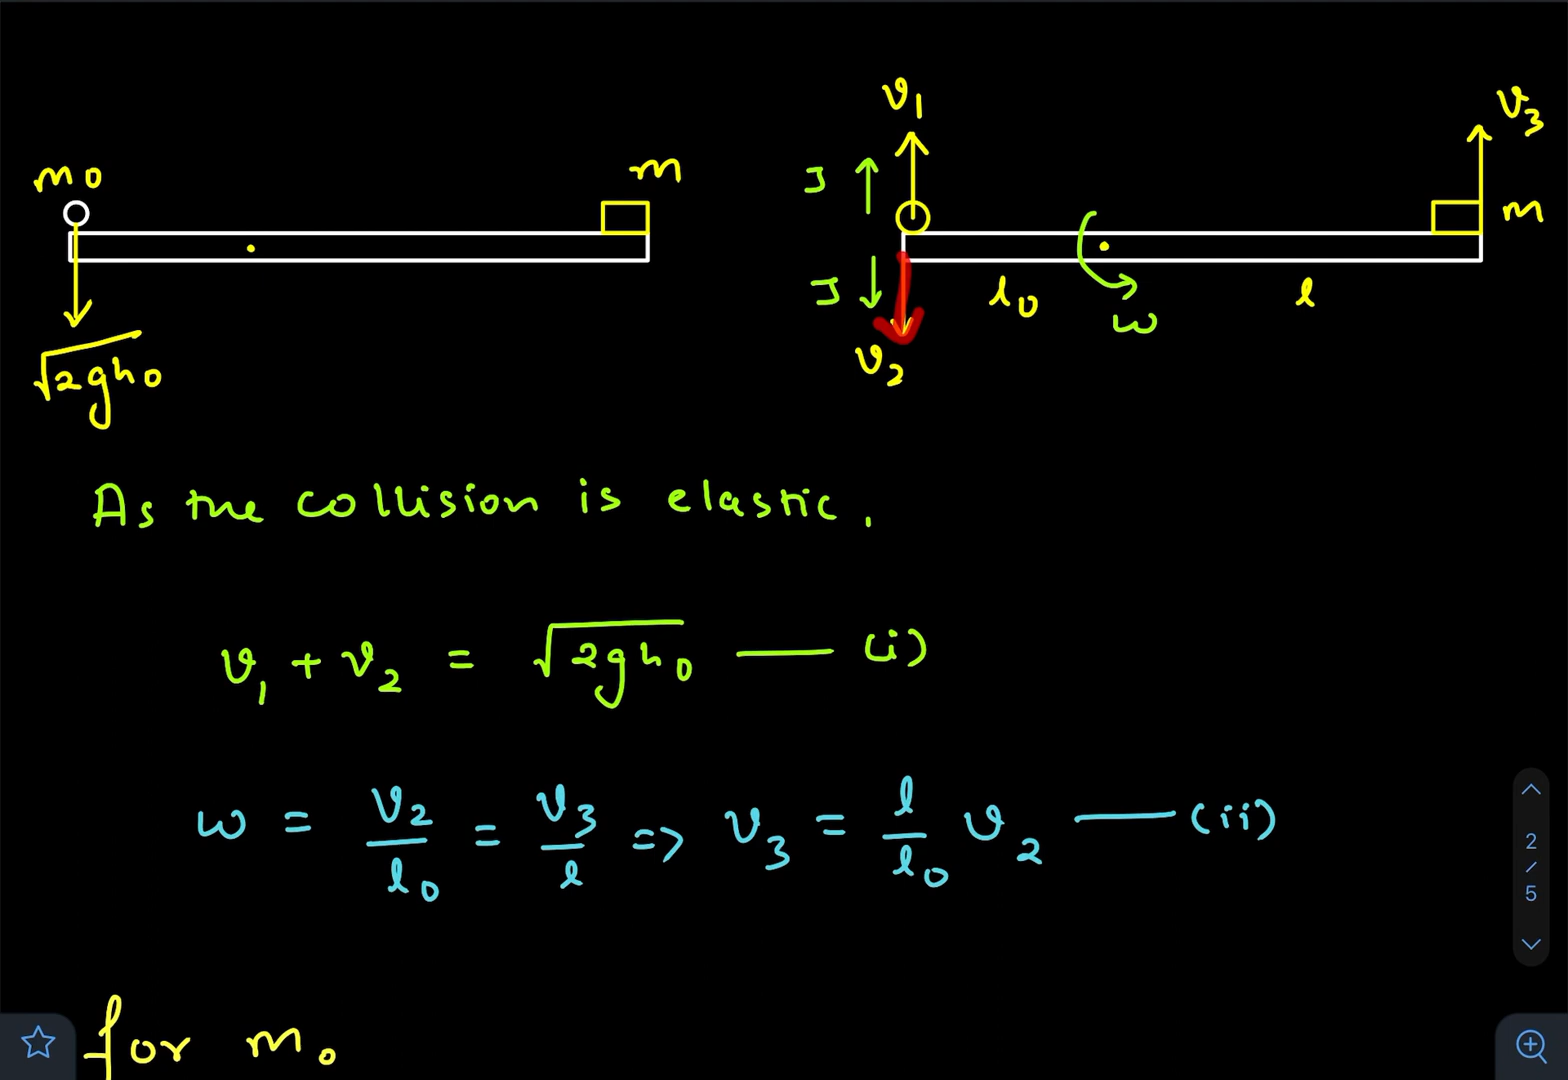 m₀
m
√2gh₀
v₁
v₃
J
m
J
l₀
l
ω
v₂
As the collision is elastic.
v₁ + v₂ = √2gh₀ —— (i)
ω = v₂/l₀ = v₃/l => v₃ = l/l₀ v₂ —— (ii)
2
/
5
for m₀